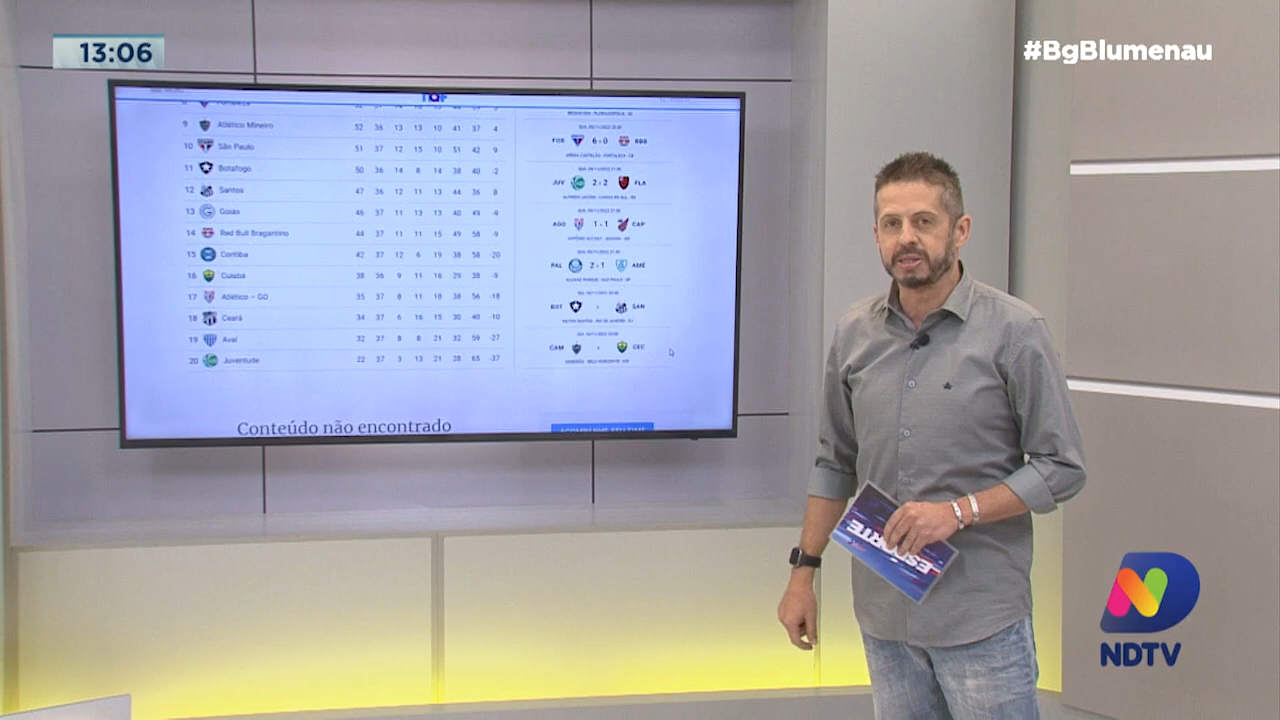 13:06
#BgBlumenau
9 Atlético Mineiro 52 36 13 13 10 41 37 4
10 São Paulo 51 37 12 15 10 51 42 9
11 Botafogo 50 36 14 8 14 38 40 -2
12 Santos 47 36 12 11 13 44 36 8
13 Goiás 46 37 11 13 13 40 49 -9
14 Red Bull Bragantino 44 37 11 11 15 49 58 -9
15 Coritiba 42 37 12 6 19 38 58 -20
16 Cuiabá 38 36 9 11 16 29 38 -9
17 Atlético - GO 35 37 8 11 18 38 56 -18
18 Ceará 34 37 6 16 15 30 40 -10
19 Avaí 32 37 8 8 21 32 59 -27
20 Juventude 22 37 3 13 21 28 65 -37
FOR 6 : 0 RBB
JUV 2 : 2 FLA
AGO 1 : 1 CAP
PAL 2 : 1 AMÉ
BOT : SAN
CAM : CEC
Conteúdo não encontrado
ACOMPANHE SEU TIME
ESPORTE
NDTV